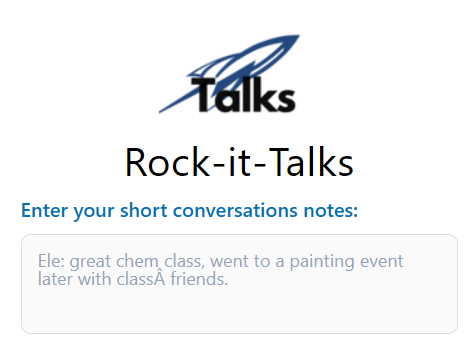 Talks
Rock-it-Talks
Enter your short conversations notes:
Ele: great chem class, went to a painting event
later with classÂ friends.